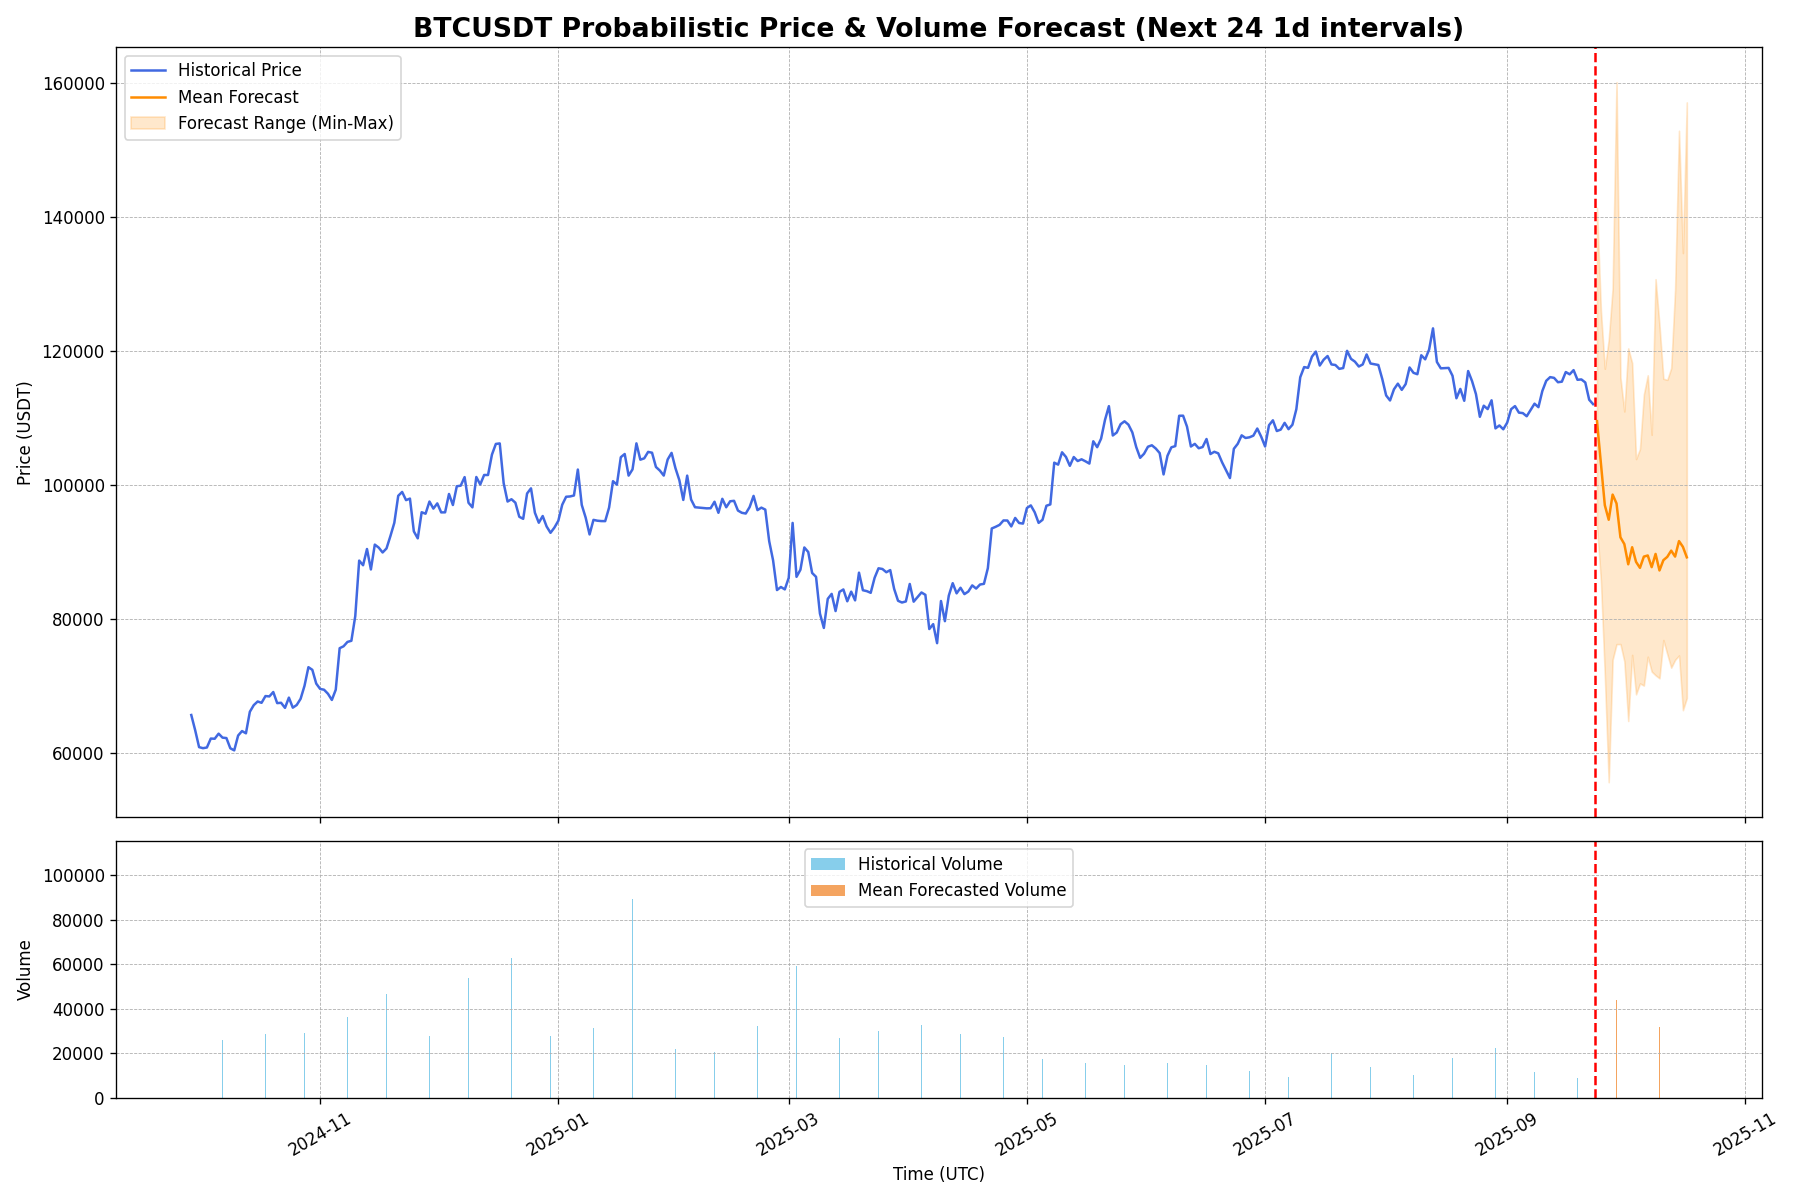 BTCUSDT Probabilistic Price & Volume Forecast (Next 24 1d intervals)
Historical Price
Mean Forecast
Forecast Range (Min-Max)
160000
140000
120000
100000
80000
60000
Price (USDT)
Historical Volume
Mean Forecasted Volume
100000
80000
60000
40000
20000
0
Volume
2024-11
2025-01
2025-03
2025-05
2025-07
2025-09
2025-11
Time (UTC)